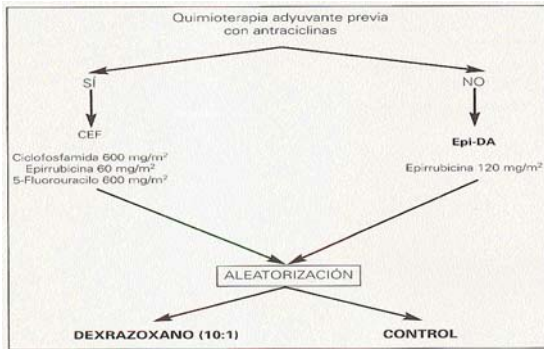 Quimioterapia adyuvante previa
con antraciclinas
SÍ
NO
CEF
Epi-DA
Ciclofosfamida 600 mg/m²
Epirrubicina 60 mg/m²
5-Fluorouracilo 600 mg/m²
Epirrubicina 120 mg/m²
ALEATORIZACIÓN
DEXRAZOXANO (10:1)
CONTROL